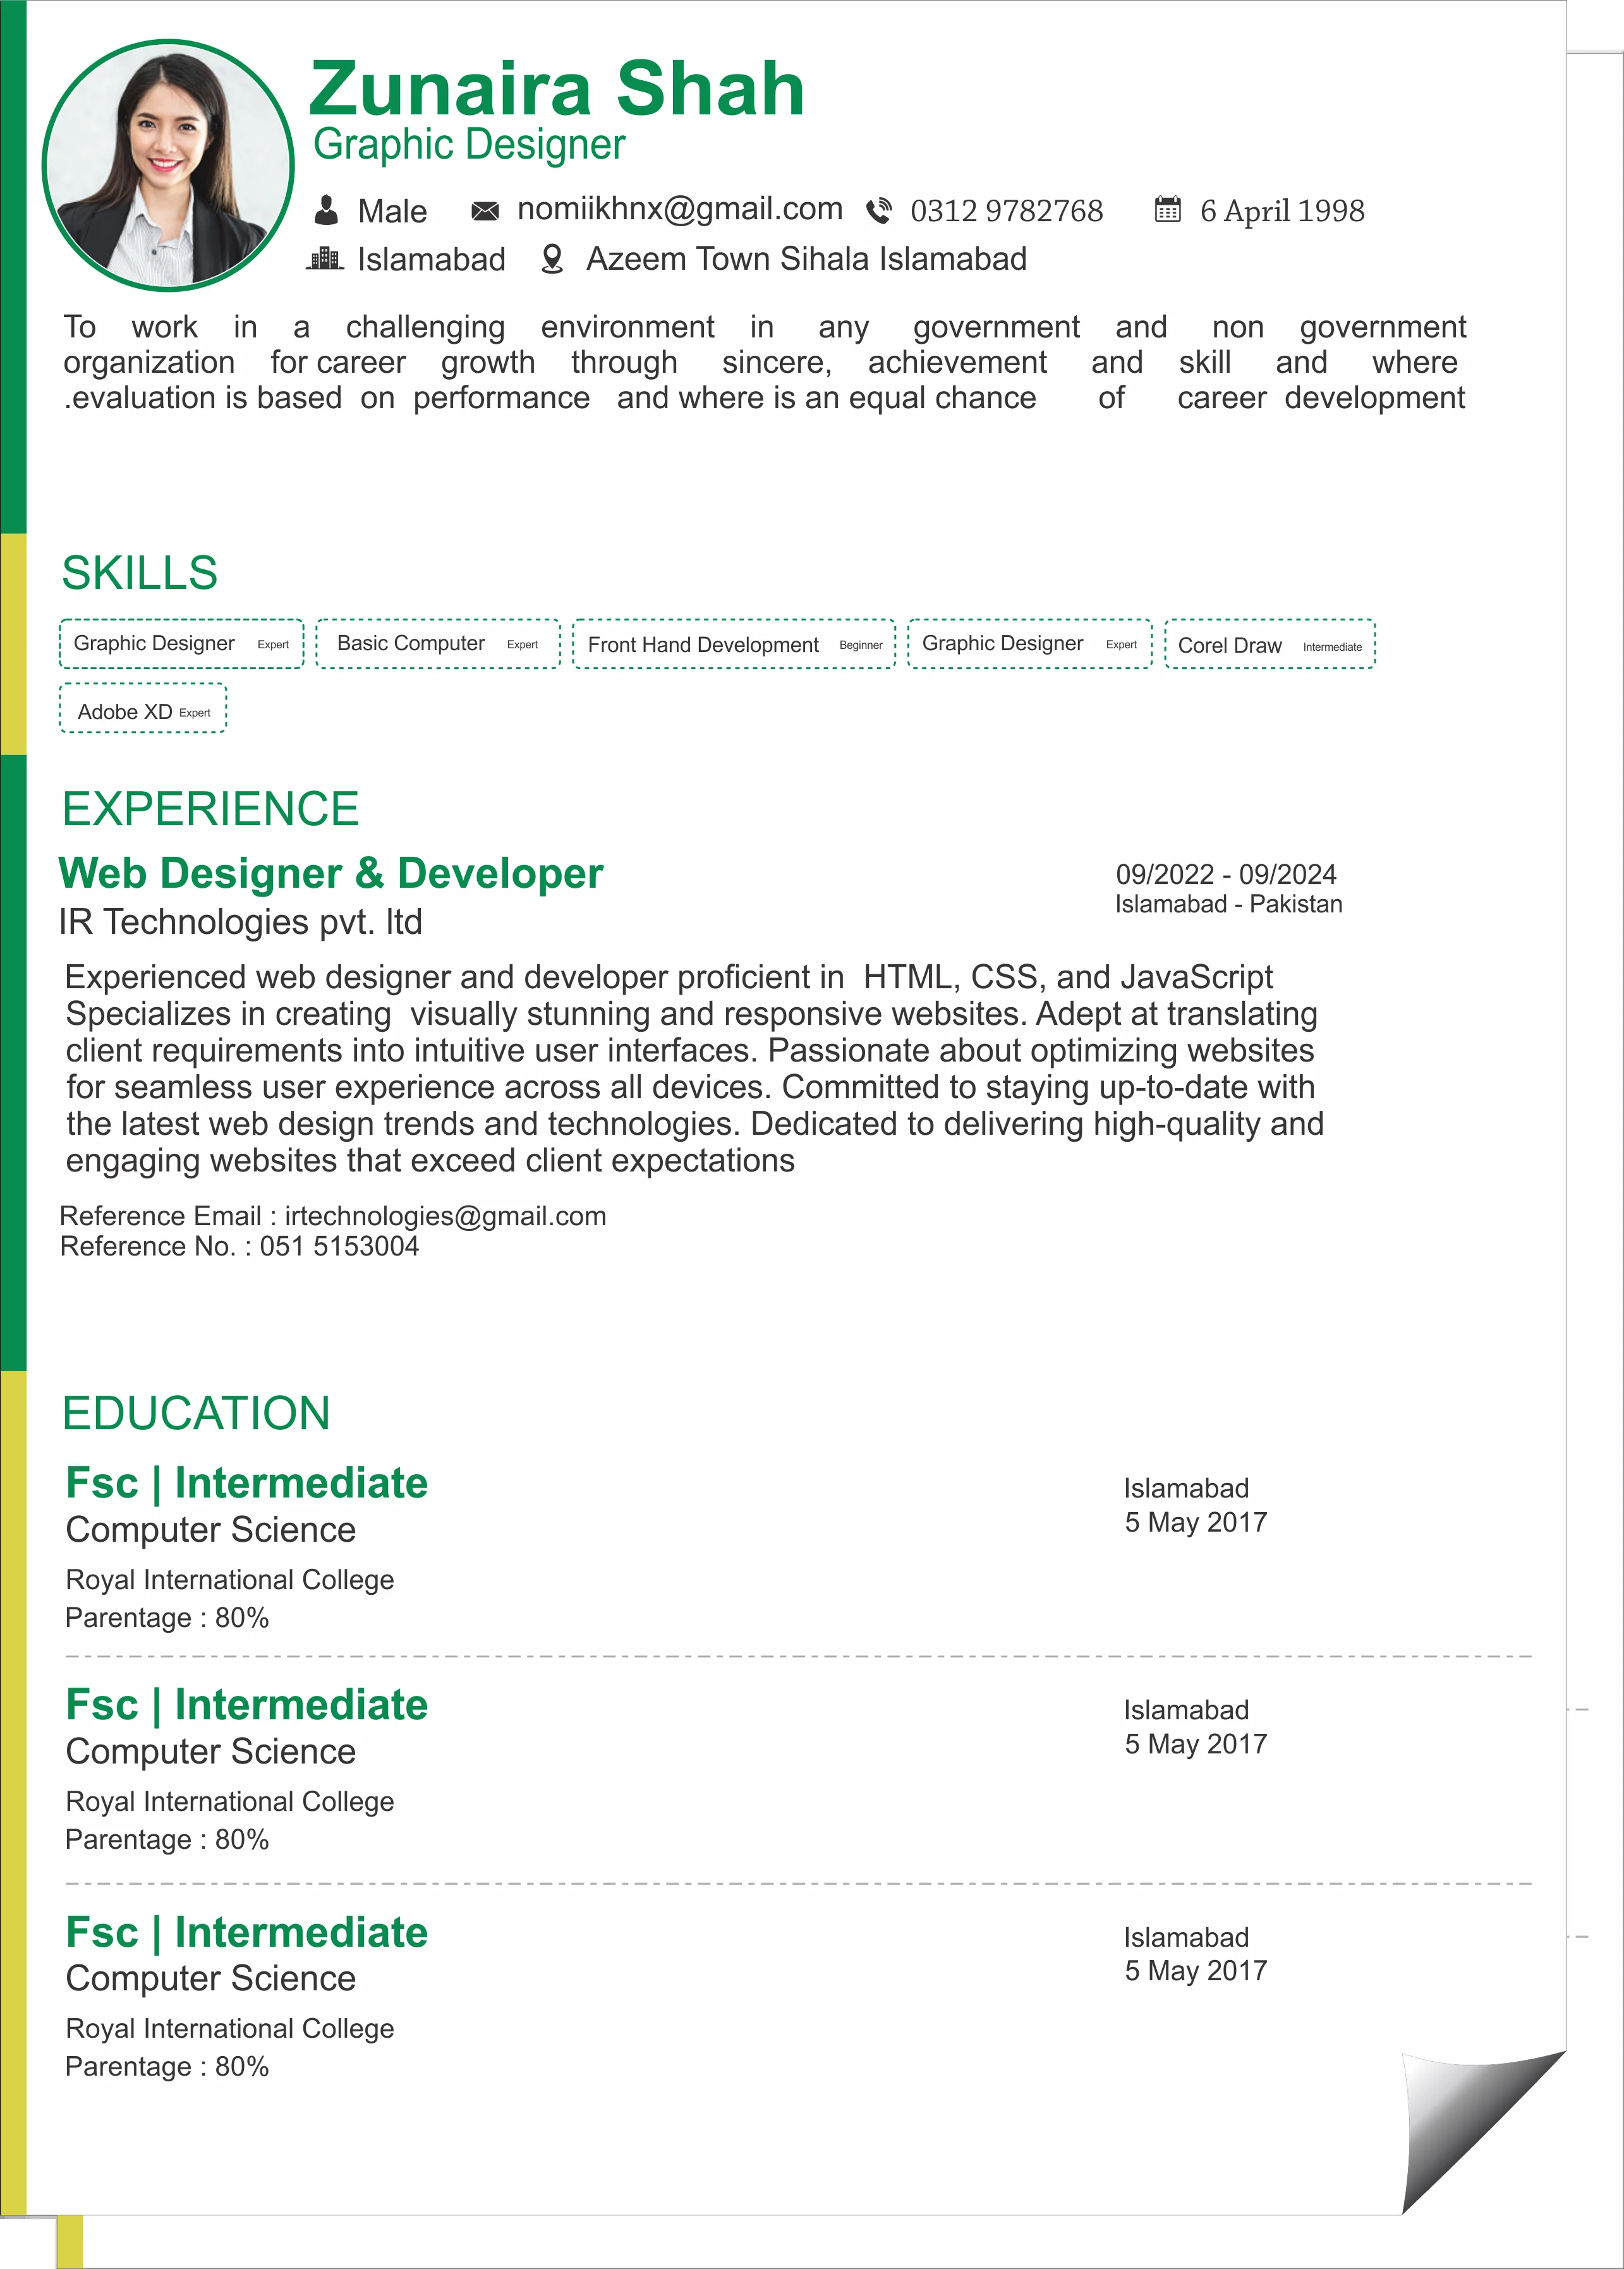 Zunaira Shah
Graphic Designer
Male nomiikhnx@gmail.com 0312 9782768 6 April 1998
Islamabad Azeem Town Sihala Islamabad
To work in a challenging environment in any government and non government
organization for career growth through sincere, achievement and skill and where
.evaluation is based on performance and where is an equal chance of career development
SKILLS
Graphic Designer Expert Basic Computer Expert Front Hand Development Beginner Graphic Designer Expert Corel Draw Intermediate
Adobe XD Expert
EXPERIENCE
Web Designer & Developer 09/2022 - 09/2024
IR Technologies pvt. ltd Islamabad - Pakistan
Experienced web designer and developer proficient in HTML, CSS, and JavaScript
Specializes in creating visually stunning and responsive websites. Adept at translating
client requirements into intuitive user interfaces. Passionate about optimizing websites
for seamless user experience across all devices. Committed to staying up-to-date with
the latest web design trends and technologies. Dedicated to delivering high-quality and
engaging websites that exceed client expectations
Reference Email : irtechnologies@gmail.com
Reference No. : 051 5153004
EDUCATION
Fsc | Intermediate Islamabad
Computer Science 5 May 2017
Royal International College
Parentage : 80%
Fsc | Intermediate Islamabad
Computer Science 5 May 2017
Royal International College
Parentage : 80%
Fsc | Intermediate Islamabad
Computer Science 5 May 2017
Royal International College
Parentage : 80%